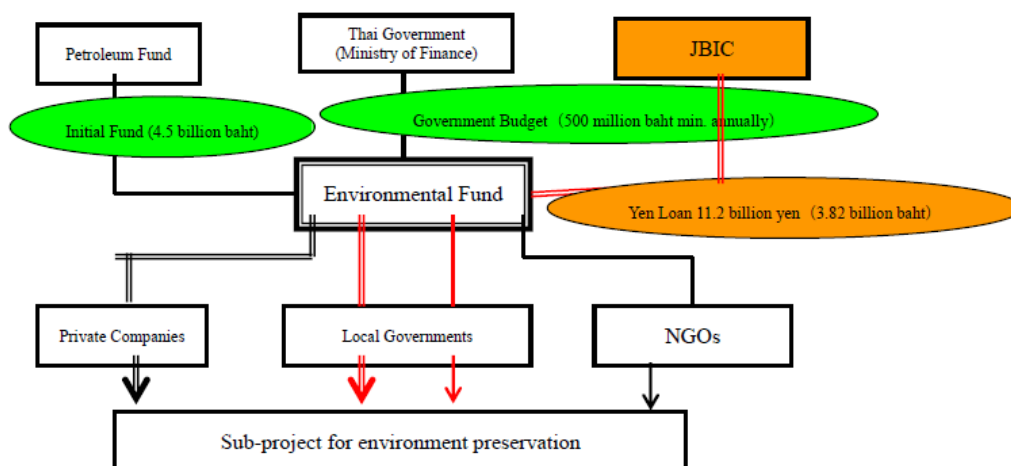 Petroleum Fund
Thai Government
(Ministry of Finance)
JBIC
Initial Fund (4.5 billion baht)
Government Budget（500 million baht min. annually）
Environmental Fund
Yen Loan 11.2 billion yen（3.82 billion baht）
Private Companies
Local Governments
NGOs
Sub-project for environment preservation